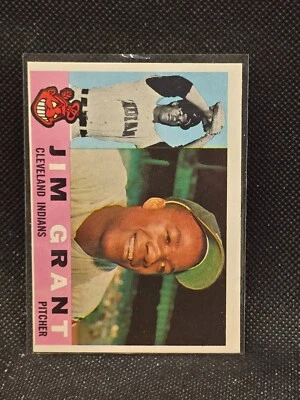 JIM GRANT
CLEVELAND INDIANS
PITCHER